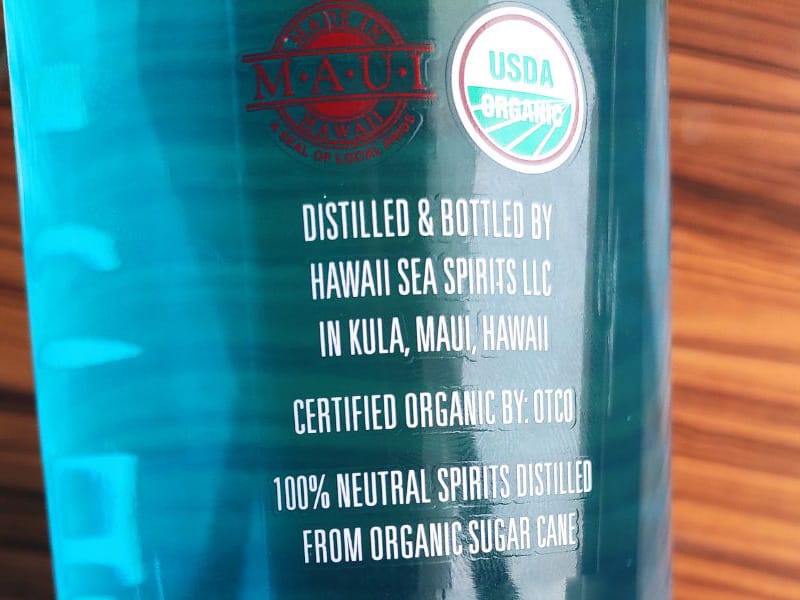 MADE IN
M·A·U·I
HAWAII
A SEAL OF LOCAL PRIDE
USDA
ORGANIC
DISTILLED & BOTTLED BY
HAWAII SEA SPIRITS LLC
IN KULA, MAUI, HAWAII
CERTIFIED ORGANIC BY: OTCO
100% NEUTRAL SPIRITS DISTILLED
FROM ORGANIC SUGAR CANE